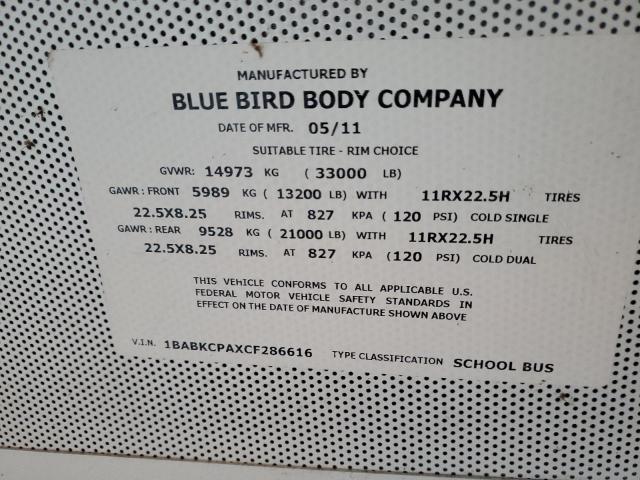 MANUFACTURED BY
BLUE BIRD BODY COMPANY
DATE OF MFR. 05/11
SUITABLE TIRE - RIM CHOICE
GVWR: 14973 KG ( 33000 LB)
GAWR : FRONT 5989 KG ( 13200 LB) WITH 11RX22.5H TIRES
22.5X8.25 RIMS. AT 827 KPA ( 120 PSI) COLD SINGLE
GAWR : REAR 9528 KG ( 21000 LB) WITH 11RX22.5H TIRES
22.5X8.25 RIMS. AT 827 KPA (120 PSI) COLD DUAL
THIS VEHICLE CONFORMS TO ALL APPLICABLE U.S.
FEDERAL MOTOR VEHICLE SAFETY STANDARDS IN
EFFECT ON THE DATE OF MANUFACTURE SHOWN ABOVE
V.I.N. 1BABKCPAXCF286616 TYPE CLASSIFICATION SCHOOL BUS